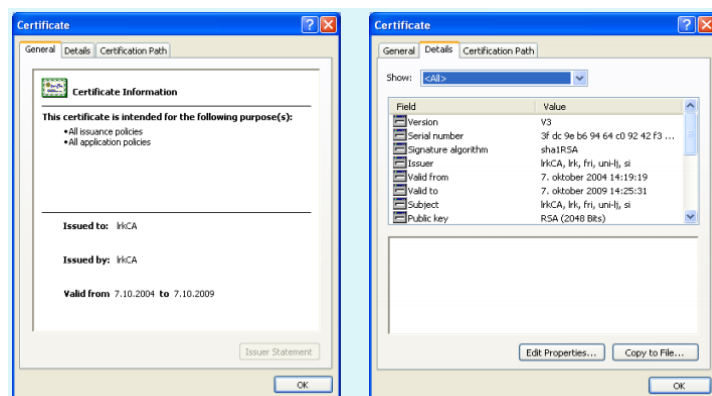 Certificate
General Details Certification Path
Certificate Information
This certificate is intended for the following purpose(s):
•All issuance policies
•All application policies
Issued to: lrkCA
Issued by: lrkCA
Valid from 7.10.2004 to 7.10.2009
Issuer Statement
OK
Certificate
General Details Certification Path
Show: <All>
Field Value
Version V3
Serial number 3f dc 9e b6 94 64 c0 92 42 f3 ...
Signature algorithm sha1RSA
Issuer lrkCA, lrk, fri, uni-lj, si
Valid from 7. oktober 2004 14:19:19
Valid to 7. oktober 2009 14:25:31
Subject lrkCA, lrk, fri, uni-lj, si
Public key RSA (2048 Bits)
Edit Properties... Copy to File...
OK